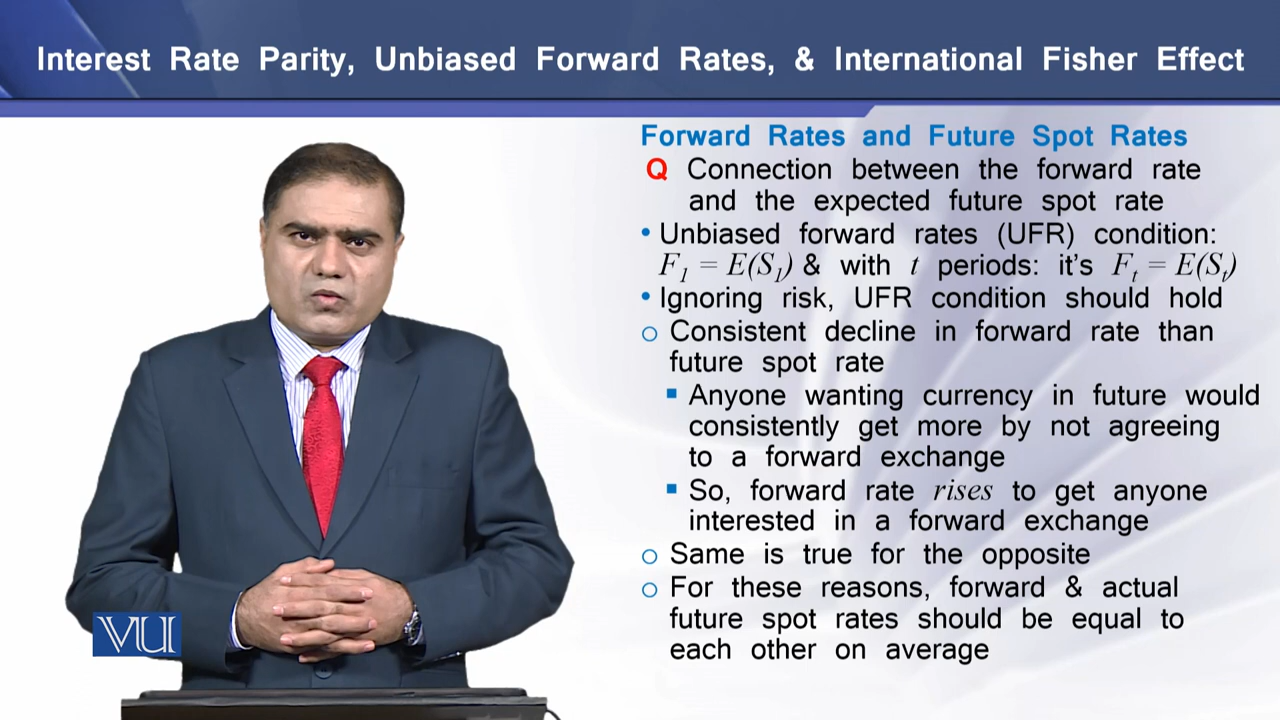 Interest Rate Parity, Unbiased Forward Rates, & International Fisher Effect
Forward Rates and Future Spot Rates
Q Connection between the forward rate
and the expected future spot rate
• Unbiased forward rates (UFR) condition:
F₁ = E(S₁) & with t periods: it's Fₜ = E(Sₜ)
• Ignoring risk, UFR condition should hold
o Consistent decline in forward rate than
future spot rate
▪ Anyone wanting currency in future would
consistently get more by not agreeing
to a forward exchange
▪ So, forward rate rises to get anyone
interested in a forward exchange
o Same is true for the opposite
o For these reasons, forward & actual
future spot rates should be equal to
each other on average
VU